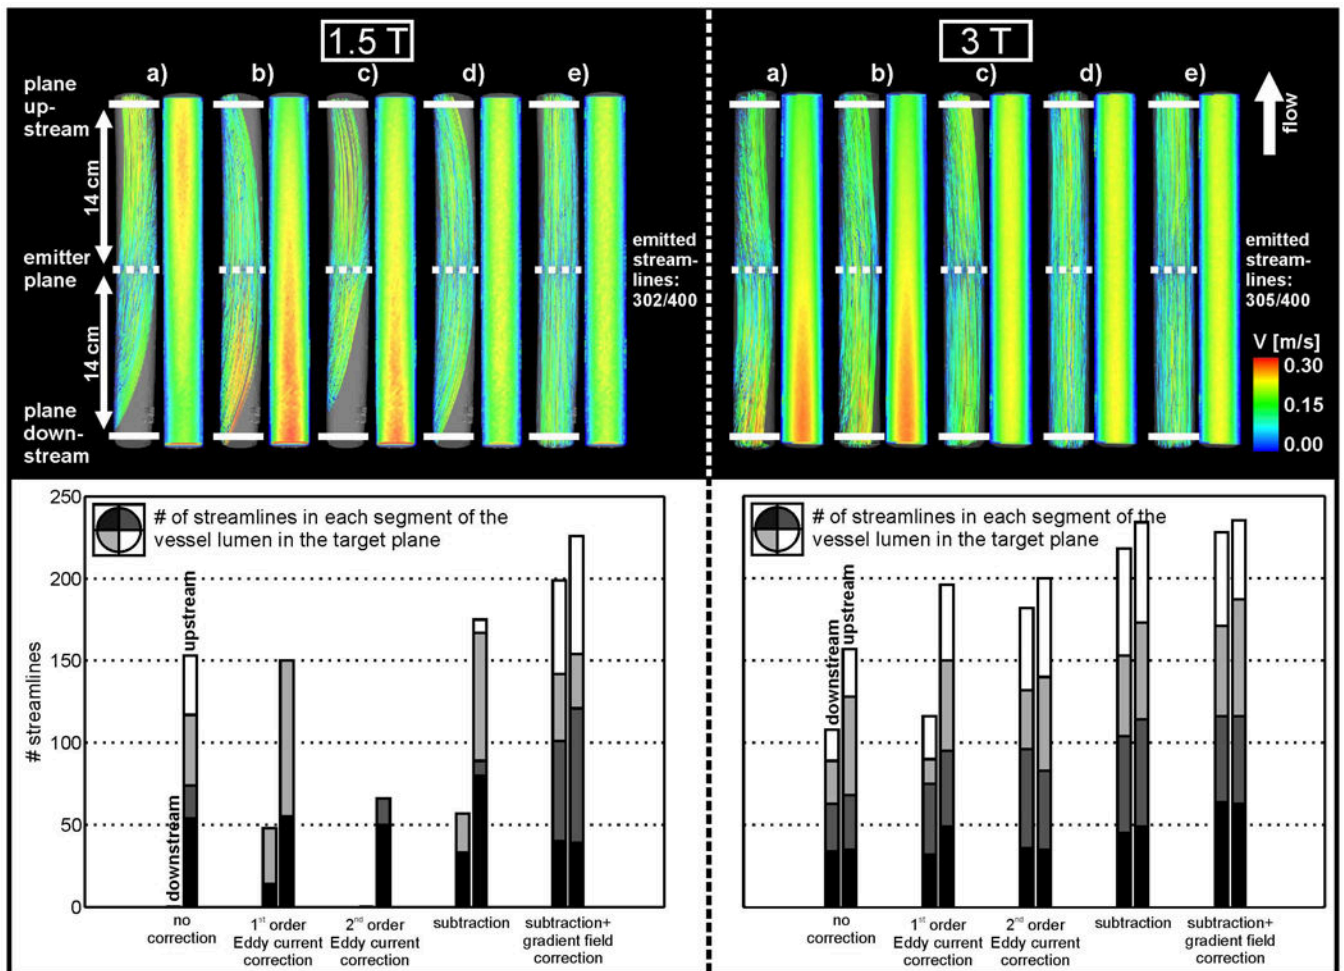 1.5 T
3 T
a)
b)
c)
d)
e)
a)
b)
c)
d)
e)
plane
up-
stream
14 cm
emitter
plane
14 cm
plane
down-
stream
emitted
stream-
lines:
302/400
flow
emitted
stream-
lines:
305/400
V [m/s]
0.30
0.15
0.00
250
200
150
100
50
0
# streamlines
# of streamlines in each segment of the
vessel lumen in the target plane
downstream
upstream
no
correction
1st order
Eddy current
correction
2nd order
Eddy current
correction
subtraction
subtraction+
gradient field
correction
# of streamlines in each segment of the
vessel lumen in the target plane
downstream
upstream
no
correction
1st order
Eddy current
correction
2nd order
Eddy current
correction
subtraction
subtraction+
gradient field
correction